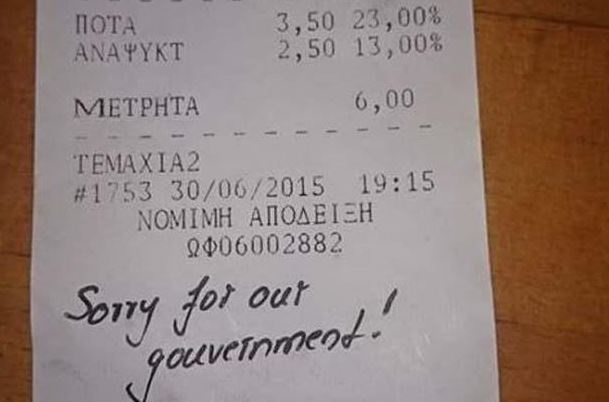 ΠΟΤΑ 3,50 23,00%
ΑΝΑΨΥΚΤ 2,50 13,00%
ΜΕΤΡΗΤΑ 6,00
ΤΕΜΑΧΙΑ2
#1753 30/06/2015 19:15
ΝΟΜΙΜΗ ΑΠΟΔΕΙΞΗ
ΩΦ06002882
Sorry for our
gouvernment!